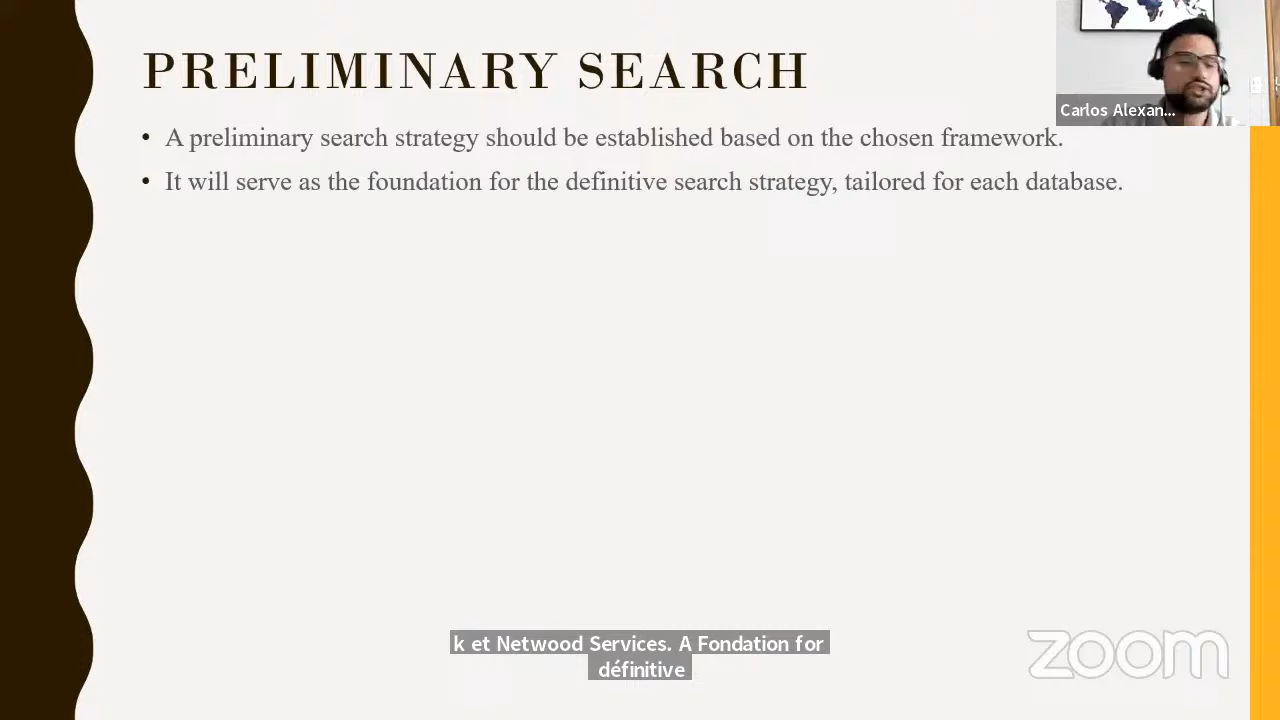 PRELIMINARY SEARCH
• A preliminary search strategy should be established based on the chosen framework.
• It will serve as the foundation for the definitive search strategy, tailored for each database.
Carlos Alexan...
k et Netwood Services. A Fondation for
définitive
zoom